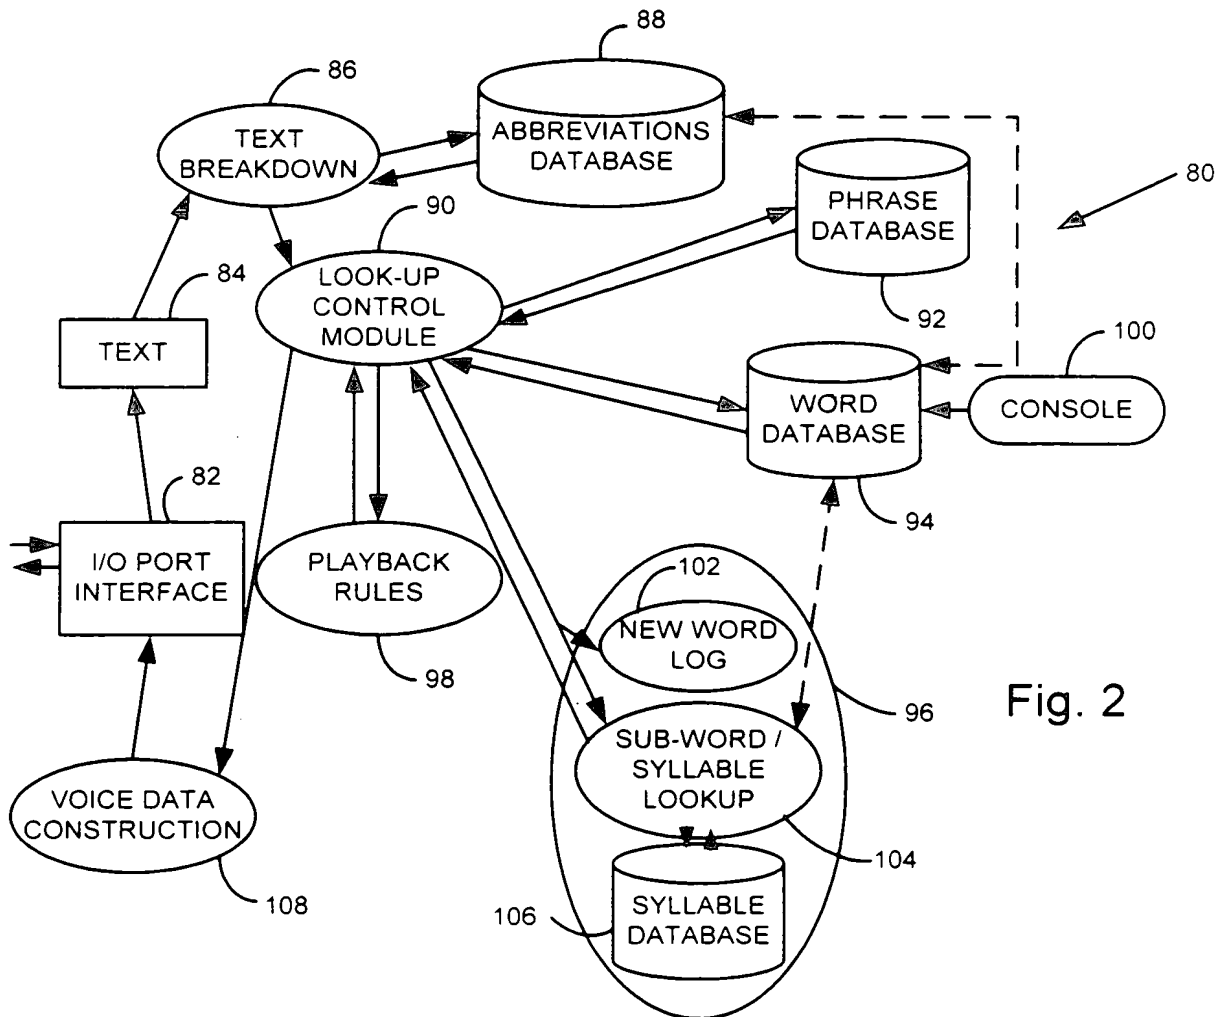 88
86
TEXT
BREAKDOWN
ABBREVIATIONS
DATABASE
80
PHRASE
DATABASE
90
84
LOOK-UP
CONTROL
MODULE
92
100
TEXT
WORD
DATABASE
CONSOLE
82
94
I/O PORT
INTERFACE
PLAYBACK
RULES
102
NEW WORD
LOG
98
96
Fig. 2
SUB-WORD /
SYLLABLE
LOOKUP
VOICE DATA
CONSTRUCTION
104
108
106
SYLLABLE
DATABASE